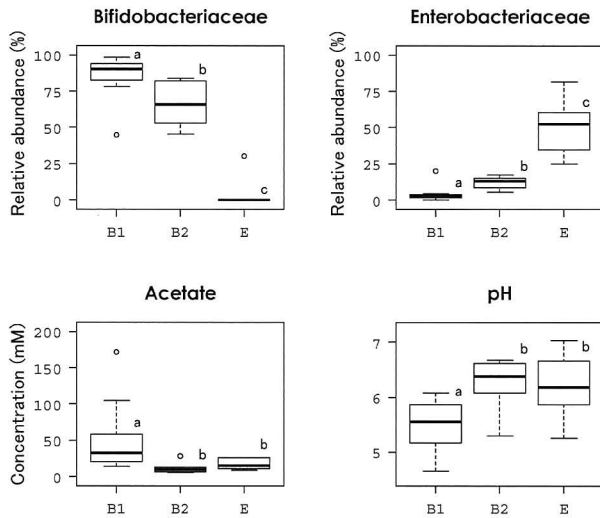 Bifidobacteriaceae
Relative abundance (%)
100
75
50
25
0
a
b
c
B1
B2
E
Enterobacteriaceae
Relative abundance (%)
100
75
50
25
0
a
b
c
B1
B2
E
Acetate
Concentration (mM)
200
150
100
50
0
a
b
b
B1
B2
E
pH
7
6
5
a
b
b
B1
B2
E